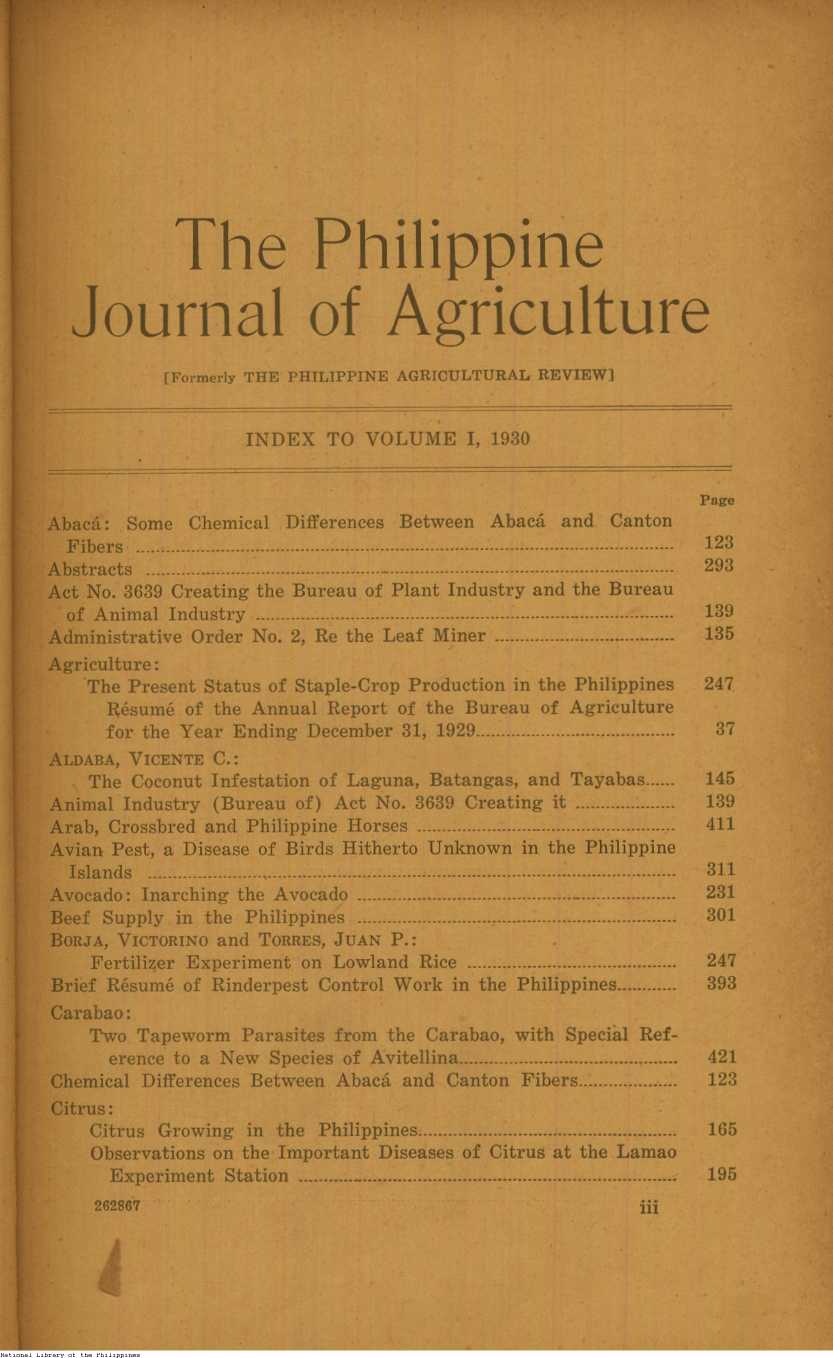 The Philippine
Journal of Agriculture
[Formerly THE PHILIPPINE AGRICULTURAL REVIEW]
INDEX TO VOLUME I, 1930
Page
Abacá: Some Chemical Differences Between Abacá and Canton
Fibers ........ 123
Abstracts ........ 293
Act No. 3639 Creating the Bureau of Plant Industry and the Bureau
of Animal Industry ........ 139
Administrative Order No. 2, Re the Leaf Miner ........ 135
Agriculture:
The Present Status of Staple-Crop Production in the Philippines 247
Résumé of the Annual Report of the Bureau of Agriculture
for the Year Ending December 31, 1929........ 37
ALDABA, VICENTE C.:
The Coconut Infestation of Laguna, Batangas, and Tayabas...... 145
Animal Industry (Bureau of) Act No. 3639 Creating it ........ 139
Arab, Crossbred and Philippine Horses ........ 411
Avian Pest, a Disease of Birds Hitherto Unknown in the Philippine
Islands ........ 311
Avocado: Inarching the Avocado ........ 231
Beef Supply in the Philippines ........ 301
BORJA, VICTORINO and TORRES, JUAN P.:
Fertilizer Experiment on Lowland Rice ........ 247
Brief Résumé of Rinderpest Control Work in the Philippines........ 393
Carabao:
Two Tapeworm Parasites from the Carabao, with Special Ref-
erence to a New Species of Avitellina........ 421
Chemical Differences Between Abacá and Canton Fibers........ 123
Citrus:
Citrus Growing in the Philippines........ 165
Observations on the Important Diseases of Citrus at the Lamao
Experiment Station ........ 195
262867 iii
National Library of the Philippines